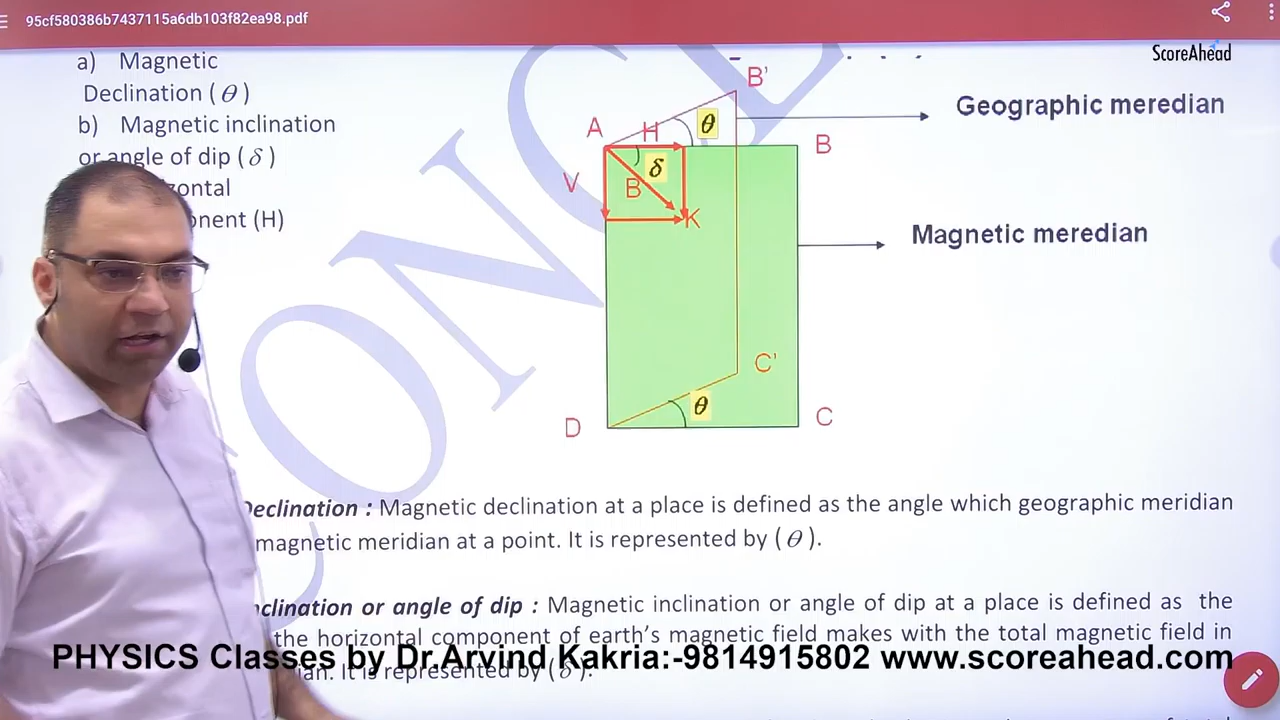 95cf580386b7437115a6db103f82ea98.pdf
ScoreAhead
a) Magnetic
Declination ( θ )
b) Magnetic inclination
or angle of dip ( δ )
(H)
B'
Geographic meredian
A
H
θ
B
V
δ
B
K
Magnetic meredian
C'
θ
D
C
Declination : Magnetic declination at a place is defined as the angle which geographic meridian
magnetic meridian at a point. It is represented by ( θ ).
nclination or angle of dip : Magnetic inclination or angle of dip at a place is defined as the
the horizontal component of earth's magnetic field makes with the total magnetic field in
It is represented by ( δ ).
PHYSICS Classes by Dr.Arvind Kakria:-9814915802 www.scoreahead.com